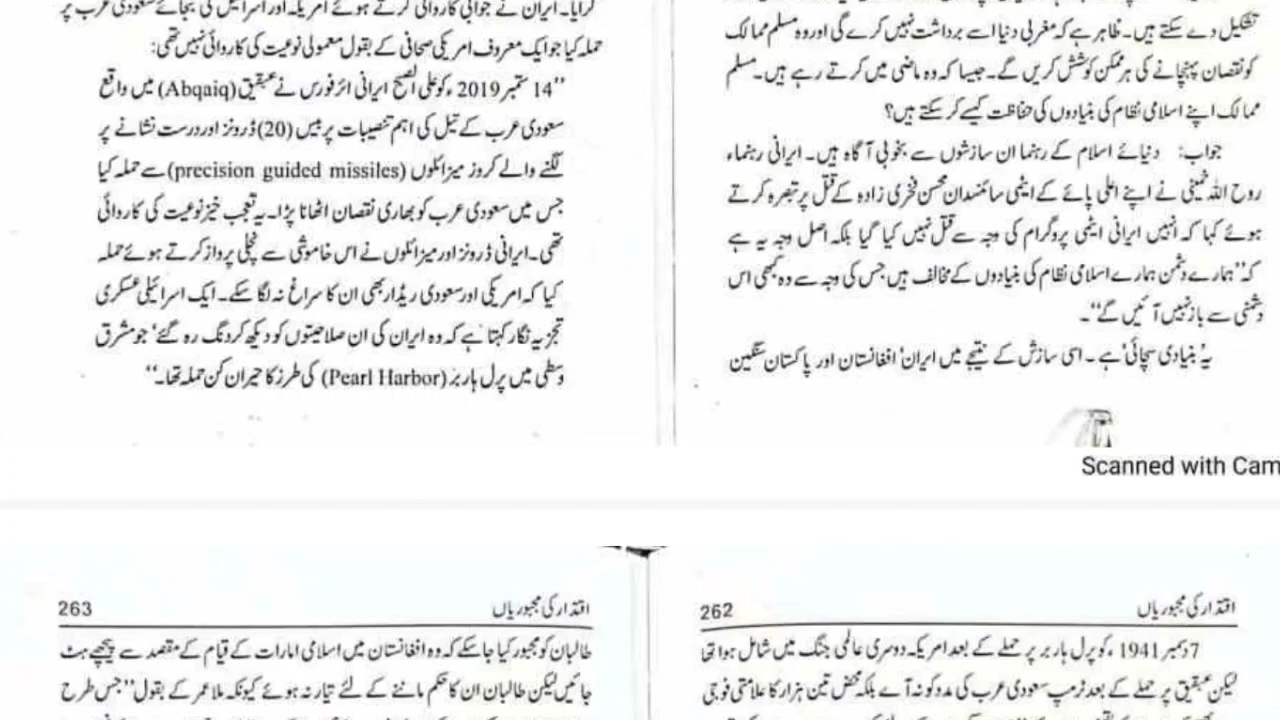 تشکیل دے سکتے ہیں۔ ظاہر ہے کہ مغربی دنیا اسے برداشت نہیں کرے گی اور وہ مسلم ممالک
کو نقصان پہنچانے کی ہر ممکن کوشش کریں گے۔ جیسا کہ وہ ماضی میں کرتے رہے ہیں۔ مسلم
ممالک اپنے اسلامی نظام کی بنیادوں کی حفاظت کیسے کر سکتے ہیں؟
جواب: دنیائے اسلام کے رہنما ان سازشوں سے بخوبی آگاہ ہیں۔ ایرانی رہنماء
روح اللہ خمینی نے اپنے اعلی پائے کے ایٹمی سائنسدان محسن فخری زادہ کے قتل پر تبصرہ کرتے
ہوئے کہا کہ انہیں ایرانی ایٹمی پروگرام کی وجہ سے قتل نہیں کیا گیا بلکہ اصل وجہ یہ ہے
کہ "ہمارے دشمن ہمارے اسلامی نظام کی بنیادوں کے مخالف ہیں جس کی وجہ سے وہ کبھی اس
دشمنی سے باز نہیں آئیں گے"۔
یہ 'بنیادی سچائی' ہے۔ اسی سازش کے نتیجے میں ایران' افغانستان اور پاکستان سنگین
کرایا۔ ایران نے جوابی کاروائی کرتے ہوئے امریکہ اور اسرائیل کی بجائے سعودی عرب پر
حملہ کیا جو ایک معروف امریکی صحافی کے بقول معمولی نوعیت کی کاروائی نہیں تھی:
"14 ستمبر 2019ء کو علی الصبح ایرانی ائرفورس نے عبقیق (Abqaiq) میں واقع
سعودی عرب کے تیل کی اہم تنصیبات پر بیس (20) ڈرونز اور درست نشانے پر
لگنے والے کروز میزائلوں (precision guided missiles) سے حملہ کیا
جس میں سعودی عرب کو بھاری نقصان اٹھانا پڑا۔ یہ تعجب خیز نوعیت کی کاروائی
تھی۔ ایرانی ڈرونز اور میزائلوں نے اس خاموشی سے نچلی پرواز کرتے ہوئے حملہ
کیا کہ امریکی اور سعودی ریڈار بھی ان کا سراغ نہ لگا سکے۔ ایک اسرائیلی عسکری
تجزیہ نگار کہتا ہے کہ وہ ایران کی ان صلاحیتوں کو دیکھ کر دنگ رہ گئے' جو مشرق
وسطی میں پرل ہاربر (Pearl Harbor) کی طرز کا حیران کن حملہ تھا۔"
Scanned with Cam
262 اقتدار کی مجبوریاں
7 دسمبر 1941ء کو پرل ہاربر پر حملے کے بعد امریکہ دوسری عالمی جنگ میں شامل ہوا تھا
لیکن عبقیق پر حملے کے بعد ٹرمپ سعودی عرب کی مدد کو نہ آے بلکہ محض تین ہزار کا علامتی فوجی
263 اقتدار کی مجبوریاں
طالبان کو مجبور کیا جا سکے کہ وہ افغانستان میں اسلامی امارات کے قیام کے مقصد سے پیچھے ہٹ
جائیں لیکن طالبان ان کا حکم ماننے کے لئے تیار نہ ہوئے کیونکہ ملا عمر کے بقول "جس طرح